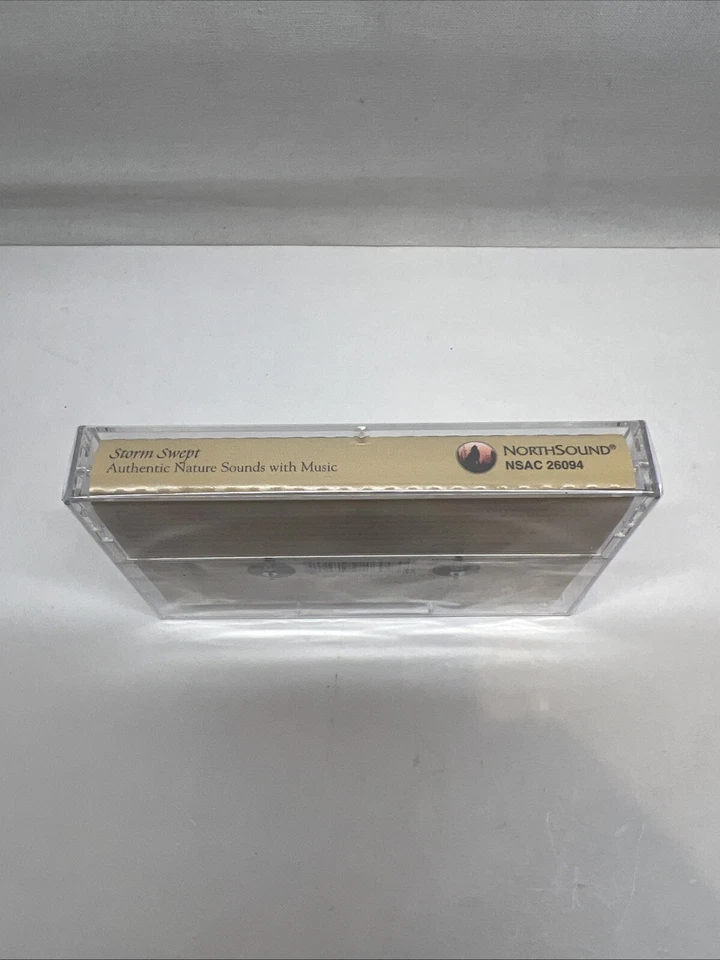 Storm Swept
Authentic Nature Sounds with Music
NORTHSOUND®
NSAC 26094